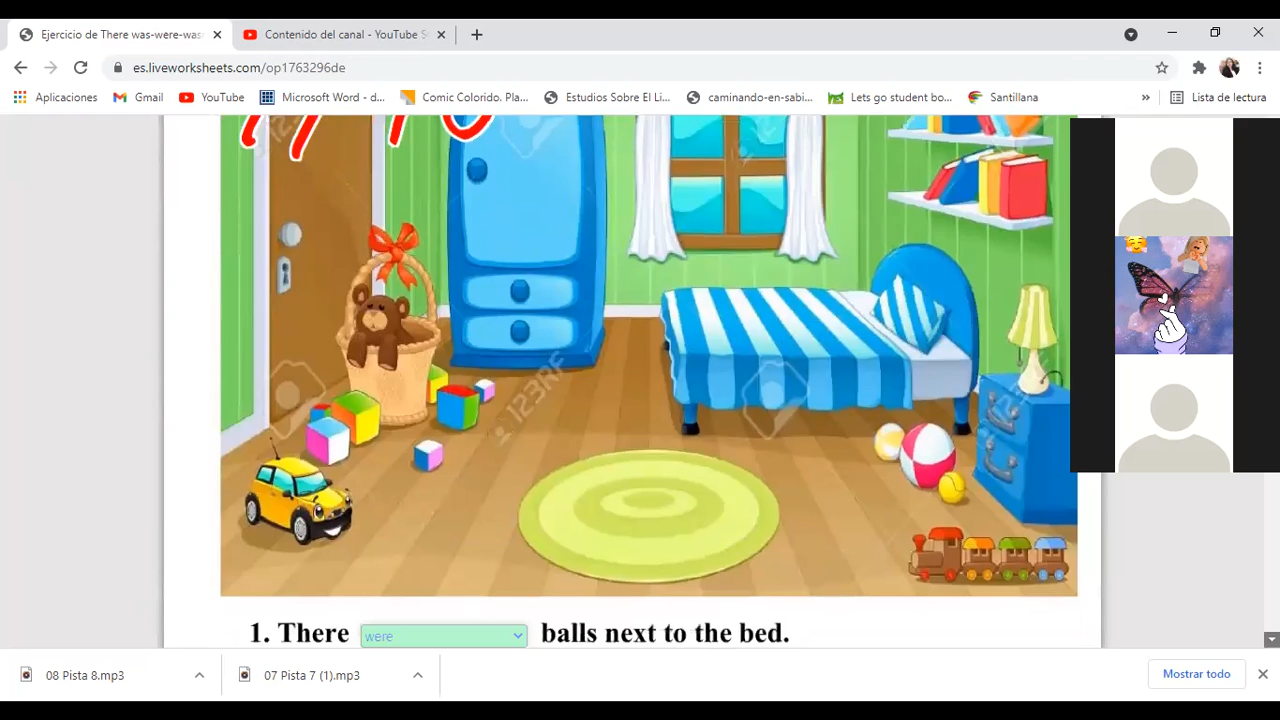 Ejercicio de There was-were-was
Contenido del canal - YouTube S
es.liveworksheets.com/op1763296de
Aplicaciones
Gmail
YouTube
Microsoft Word - d...
Comic Colorido. Pla...
Estudios Sobre El Li...
caminando-en-sabi...
Lets go student bo...
Santillana
»
Lista de lectura
123RF
1. There were balls next to the bed.
08 Pista 8.mp3
07 Pista 7 (1).mp3
Mostrar todo